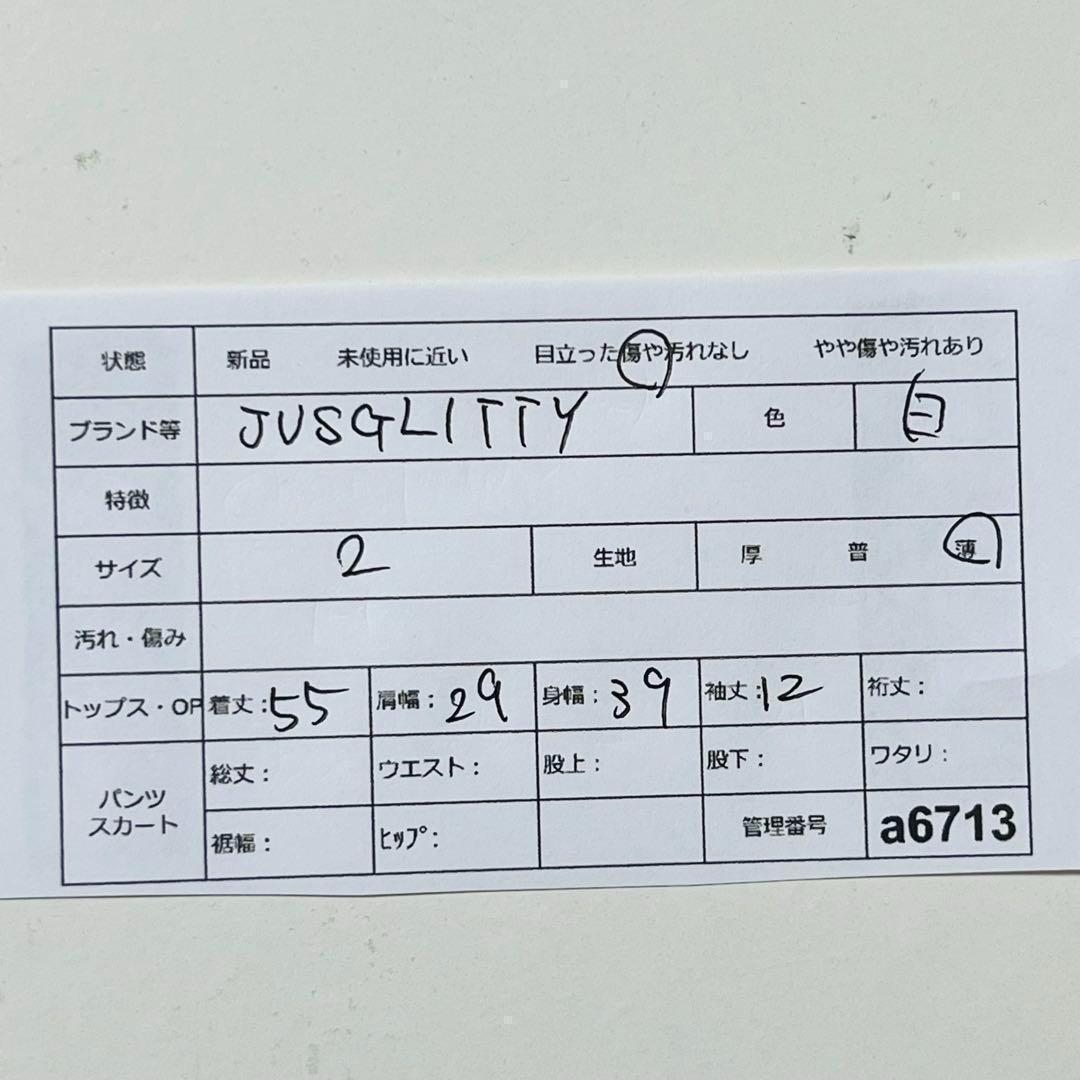 状態 新品 未使用に近い 目立った傷や汚れなし やや傷や汚れあり
ブランド等 JUSGLITTY 色 白
特徴
サイズ 2 生地 厚 普 薄
汚れ・傷み
トップス・OP 着丈:55 肩幅:29 身幅:39 袖丈:12 裄丈:
パンツ スカート
総丈: ウエスト: 股上: 股下: ワタリ:
裾幅: ﾋｯﾌﾟ: 管理番号 a6713